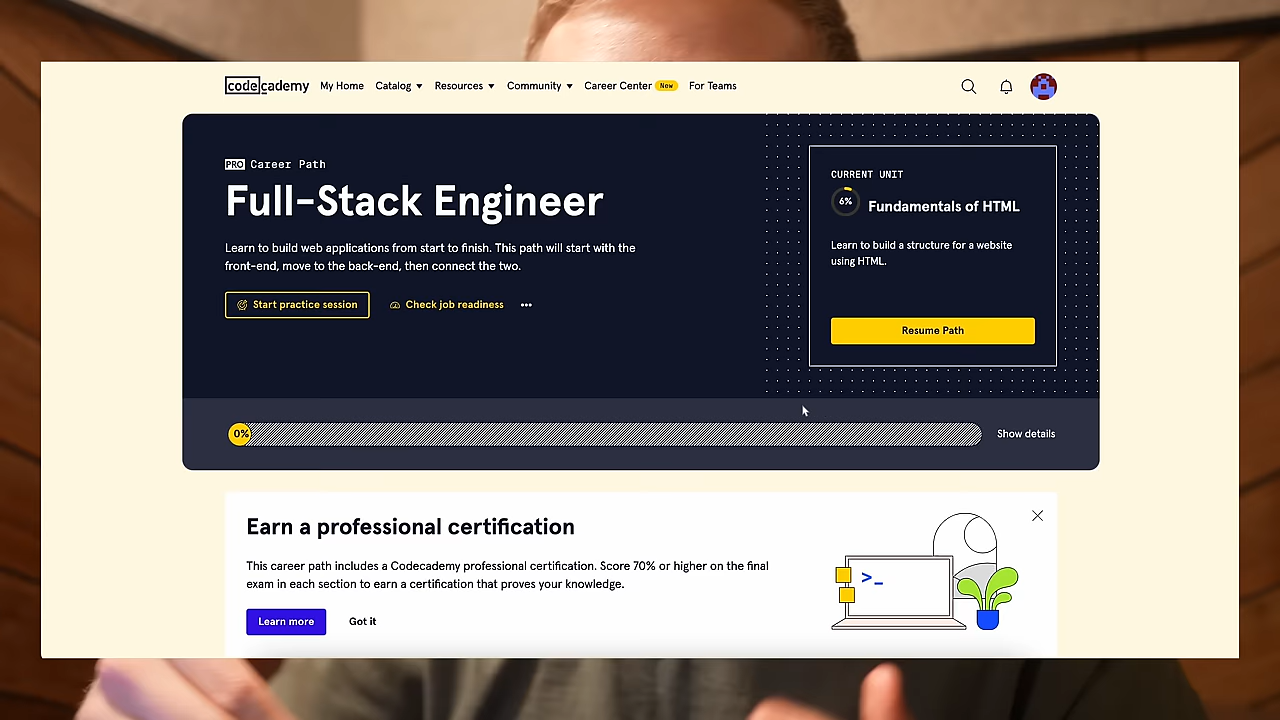 codecademy My Home Catalog Resources Community Career Center New For Teams
PRO Career Path
Full-Stack Engineer
Learn to build web applications from start to finish. This path will start with the
front-end, move to the back-end, then connect the two.
Start practice session Check job readiness •••
CURRENT UNIT
6% Fundamentals of HTML
Learn to build a structure for a website
using HTML.
Resume Path
0% Show details
Earn a professional certification
This career path includes a Codecademy professional certification. Score 70% or higher on the final
exam in each section to earn a certification that proves your knowledge.
Learn more Got it
>_